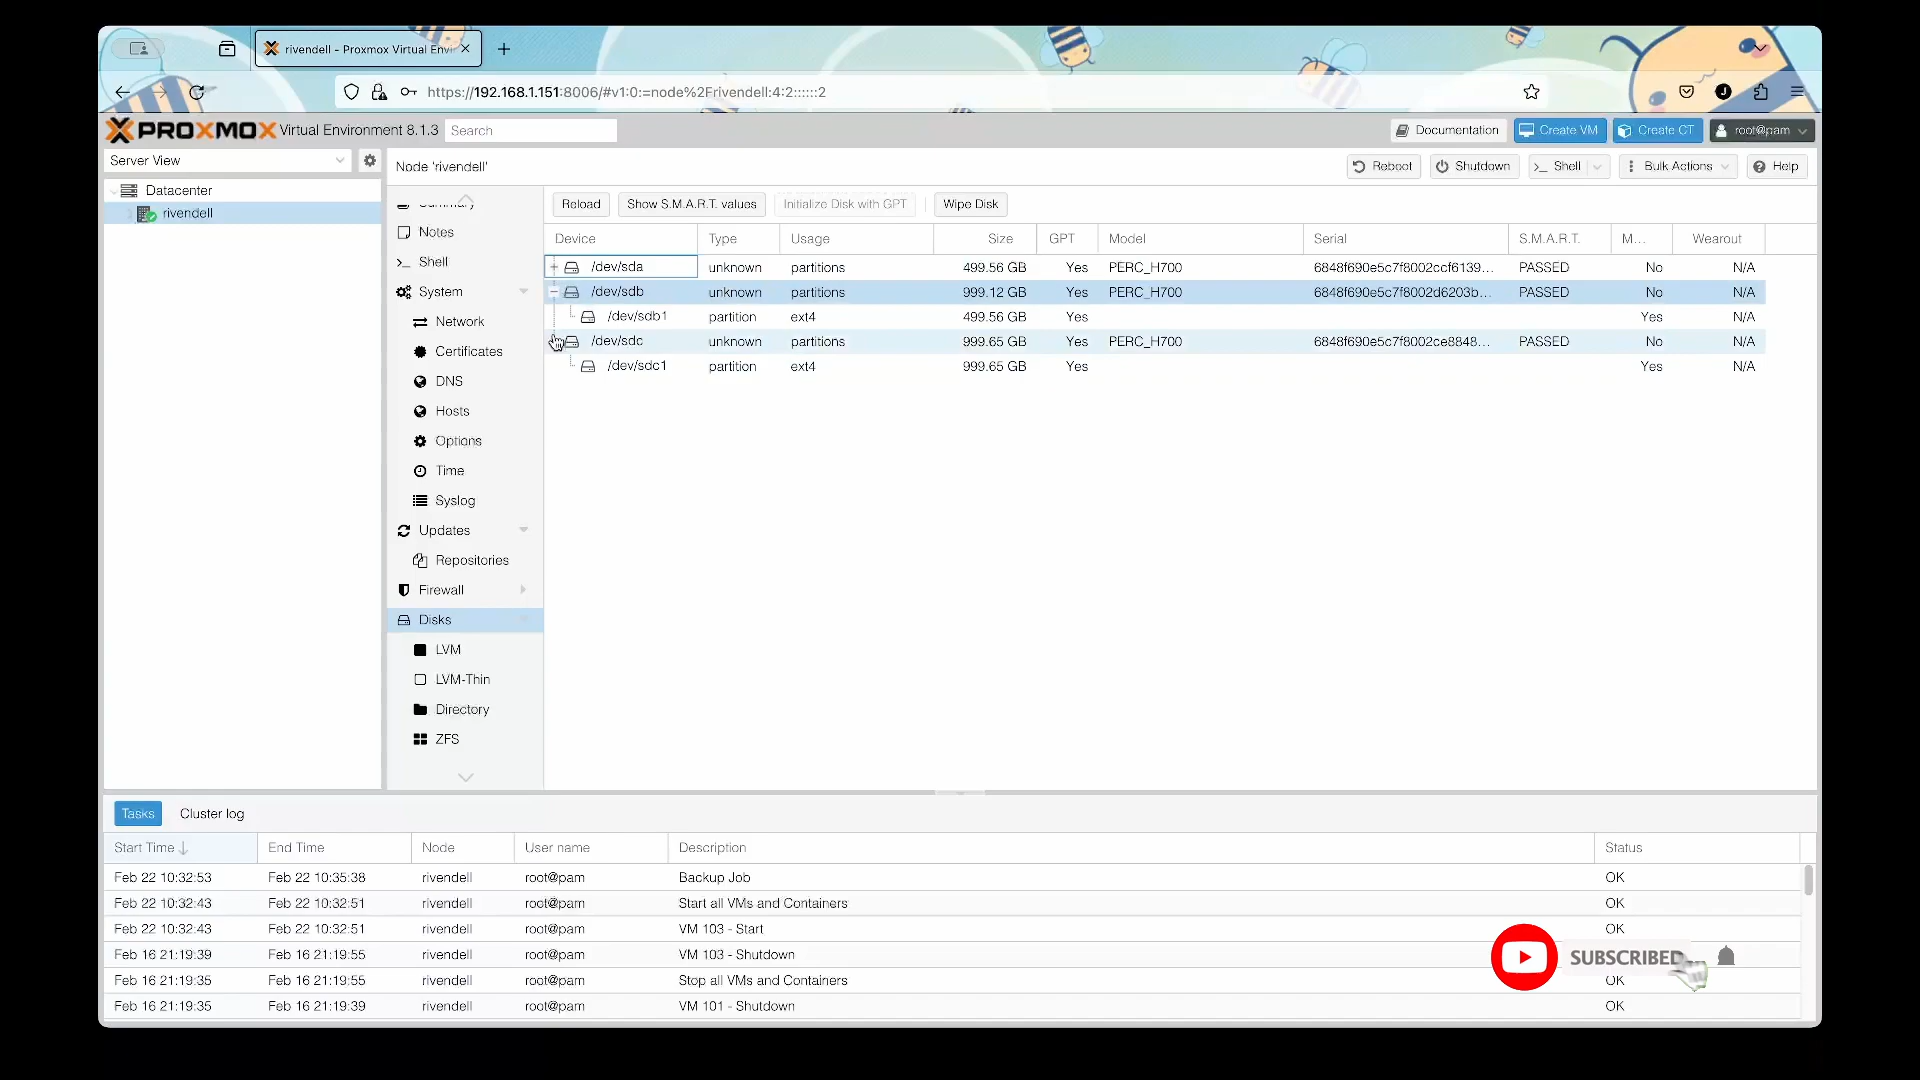 rivendell - Proxmox Virtual Envi
https://192.168.1.151:8006/#v1:0:=node%2Frivendell:4:2::::::2
PROXMOX Virtual Environment 8.1.3 Search Documentation Create VM Create CT root@pam
Server View Node 'rivendell' Reboot Shutdown Shell Bulk Actions Help
Datacenter
rivendell
Summary
Notes
Shell
System
Network
Certificates
DNS
Hosts
Options
Time
Syslog
Updates
Repositories
Firewall
Disks
LVM
LVM-Thin
Directory
ZFS
Reload Show S.M.A.R.T. values Initialize Disk with GPT Wipe Disk
Device Type Usage Size GPT Model Serial S.M.A.R.T. M... Wearout
/dev/sda unknown partitions 499.56 GB Yes PERC_H700 6848f690e5c7f8002ccf6139... PASSED No N/A
/dev/sdb unknown partitions 999.12 GB Yes PERC_H700 6848f690e5c7f8002d6203b... PASSED No N/A
/dev/sdb1 partition ext4 499.56 GB Yes Yes N/A
/dev/sdc unknown partitions 999.65 GB Yes PERC_H700 6848f690e5c7f8002ce8848... PASSED No N/A
/dev/sdc1 partition ext4 999.65 GB Yes Yes N/A
Tasks Cluster log
Start Time End Time Node User name Description Status
Feb 22 10:32:53 Feb 22 10:35:38 rivendell root@pam Backup Job OK
Feb 22 10:32:43 Feb 22 10:32:51 rivendell root@pam Start all VMs and Containers OK
Feb 22 10:32:43 Feb 22 10:32:51 rivendell root@pam VM 103 - Start OK
Feb 16 21:19:39 Feb 16 21:19:55 rivendell root@pam VM 103 - Shutdown
Feb 16 21:19:35 Feb 16 21:19:55 rivendell root@pam Stop all VMs and Containers OK
Feb 16 21:19:35 Feb 16 21:19:39 rivendell root@pam VM 101 - Shutdown OK
SUBSCRIBED